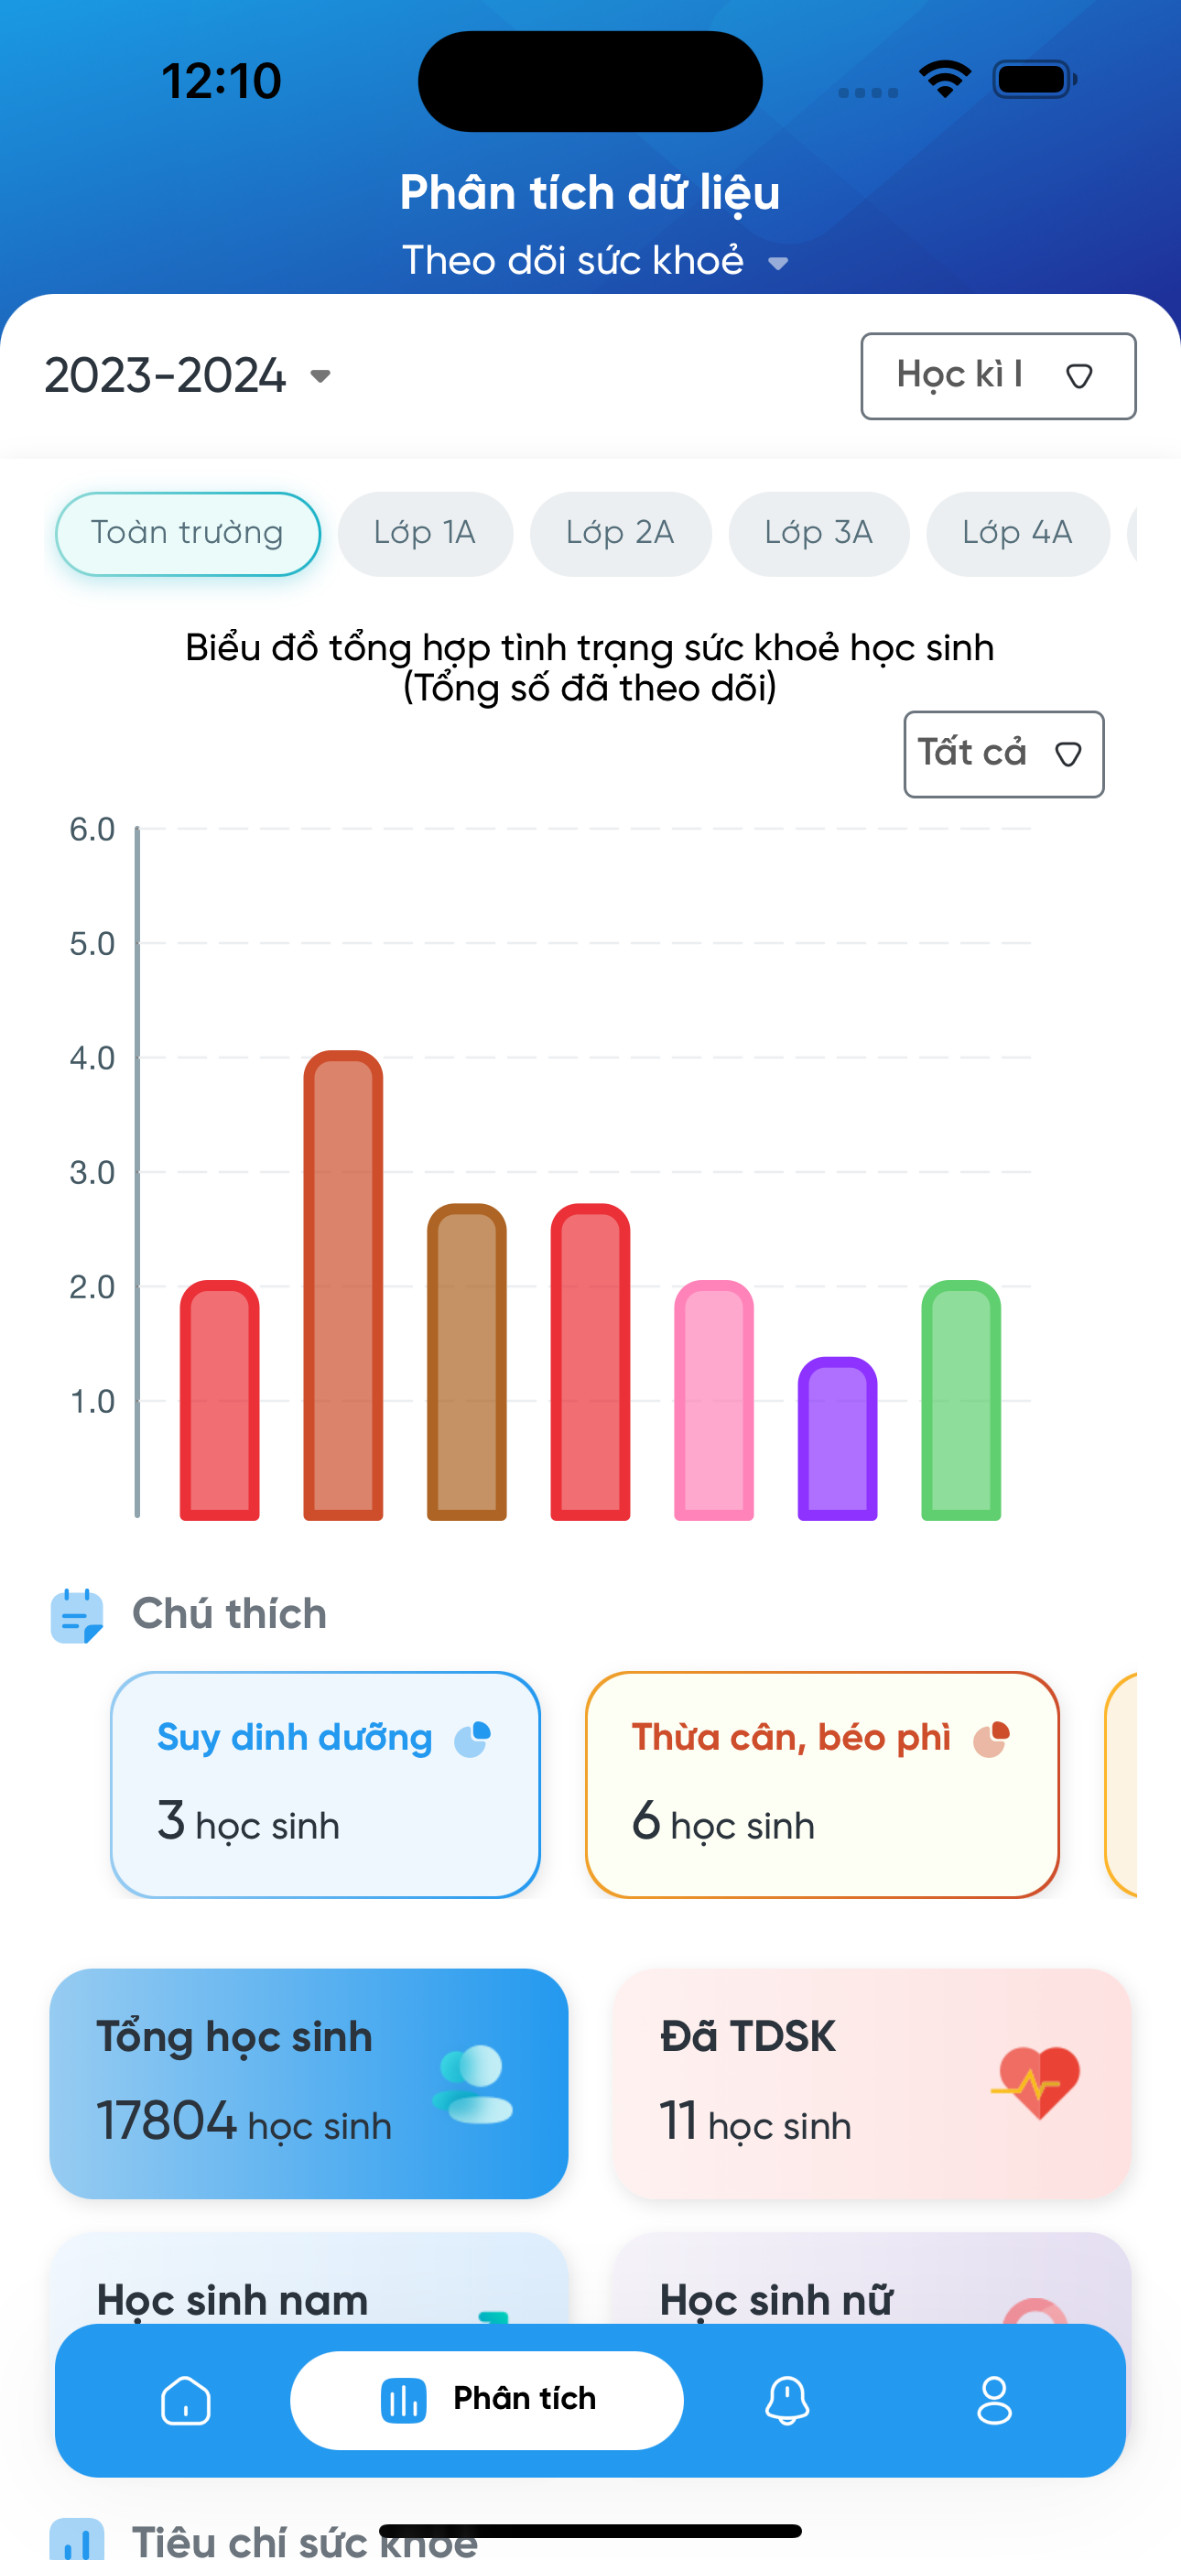 12:10
Phân tích dữ liệu
Theo dõi sức khoẻ
2023-2024
Học kì I
Toàn trường Lớp 1A Lớp 2A Lớp 3A Lớp 4A
Biểu đồ tổng hợp tình trạng sức khoẻ học sinh
(Tổng số đã theo dõi)
Tất cả
6.0
5.0
4.0
3.0
2.0
1.0
Chú thích
Suy dinh dưỡng
3 học sinh
Thừa cân, béo phì
6 học sinh
Tổng học sinh
17804 học sinh
Đã TDSK
11 học sinh
Học sinh nam
Học sinh nữ
Phân tích
Tiêu chí sức khoẻ